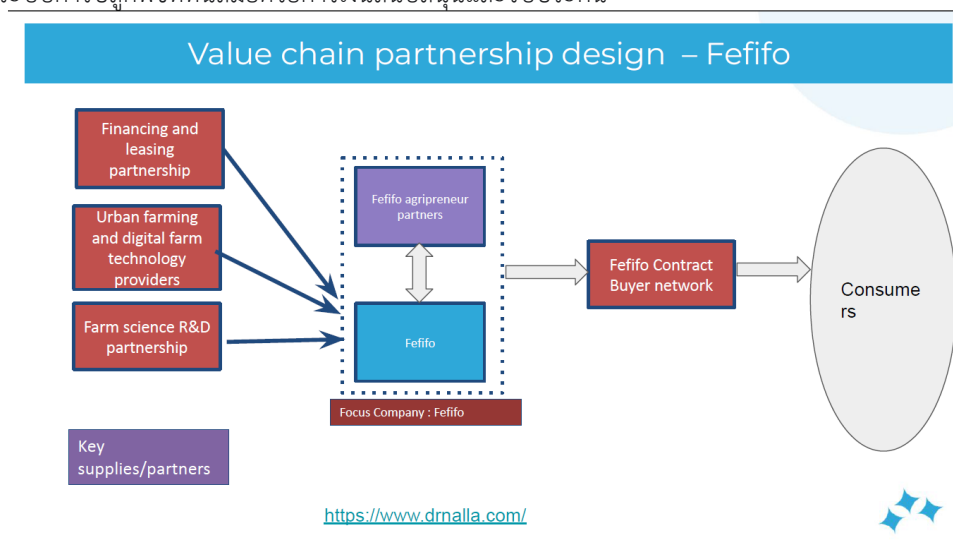 Value chain partnership design – Fefifo
Financing and
leasing
partnership
Urban farming
and digital farm
technology
providers
Farm science R&D
partnership
Key
supplies/partners
Fefifo agripreneur
partners
Fefifo
Focus Company : Fefifo
Fefifo Contract
Buyer network
Consume
rs
https://www.drnalla.com/